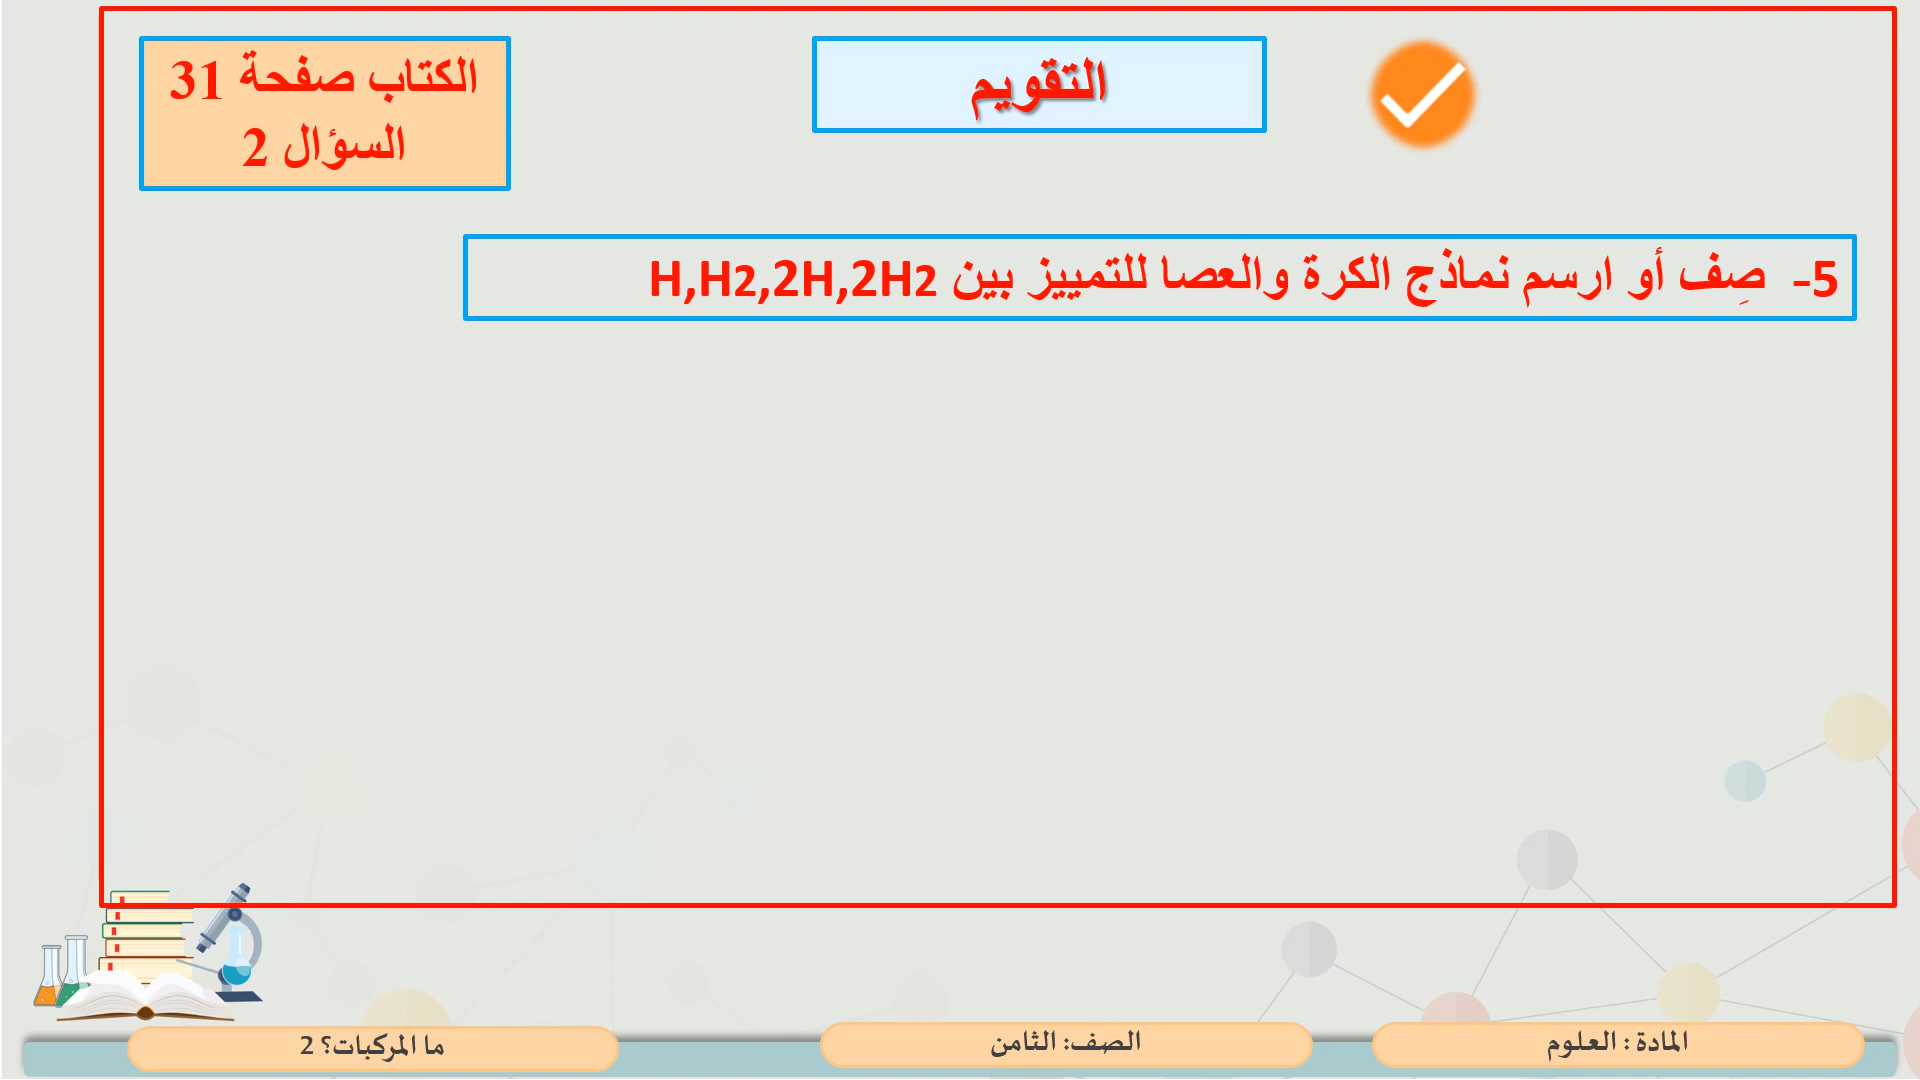 التقويم
الكتاب صفحة 31
السؤال 2
5- صِف أو ارسم نماذج الكرة والعصا للتمييز بين H,H2,2H,2H2
المادة : العلوم
الصف: الثامن
ما المركبات؟ 2